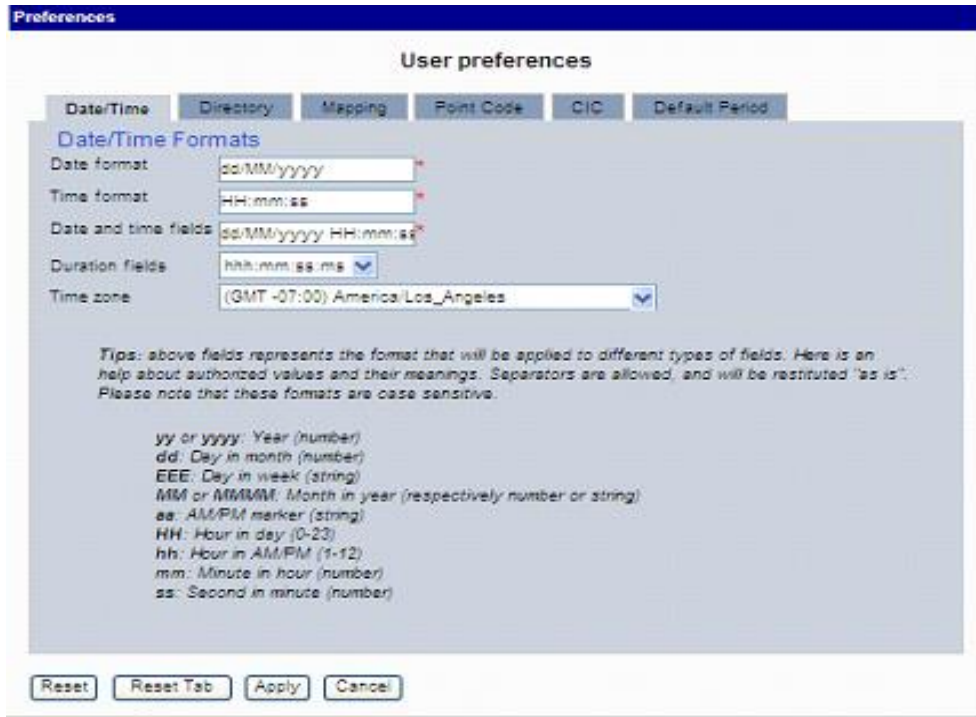 Preferences
User preferences
Date/Time Directory Mapping Point Code CIC Default Period
Date/Time Formats
Date format dd/MM/yyyy *
Time format HH:mm:ss *
Date and time fields dd/MM/yyyy HH:mm:ss *
Duration fields hhh:mm:ss:ms
Time zone (GMT -07:00) America/Los_Angeles
Tips: above fields represents the format that will be applied to different types of fields. Here is an
help about authorized values and their meanings. Separators are allowed, and will be restituted "as is".
Please note that these formats are case sensitive.
yy or yyyy: Year (number)
dd: Day in month (number)
EEE: Day in week (string)
MM or MMMM: Month in year (respectively number or string)
aa: AM/PM marker (string)
HH: Hour in day (0-23)
hh: Hour in AM/PM (1-12)
mm: Minute in hour (number)
ss: Second in minute (number)
Reset Reset Tab Apply Cancel